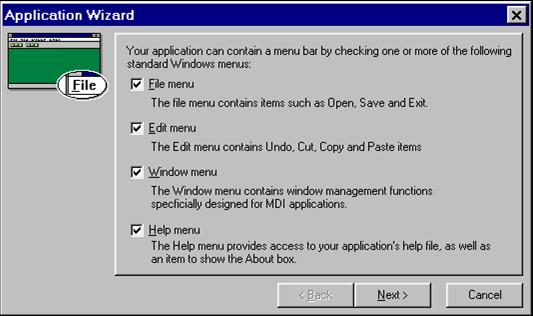 Application Wizard
File
Your application can contain a menu bar by checking one or more of the following
standard Windows menus:
File menu
The file menu contains items such as Open, Save and Exit.
Edit menu
The Edit menu contains Undo, Cut, Copy and Paste items
Window menu
The Window menu contains window management functions
specficially designed for MDI applications.
Help menu
The Help menu provides access to your application's help file, as well as
an item to show the About box.
< Back
Next >
Cancel